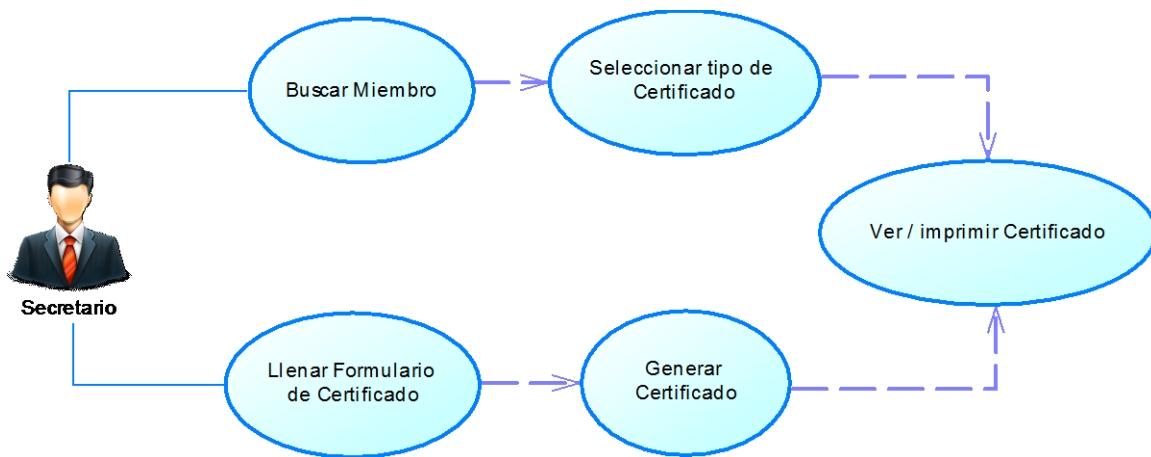 Buscar Miembro
Seleccionar tipo de
Certificado
Ver / imprimir Certificado
Secretario
Llenar Formulario
de Certificado
Generar
Certificado